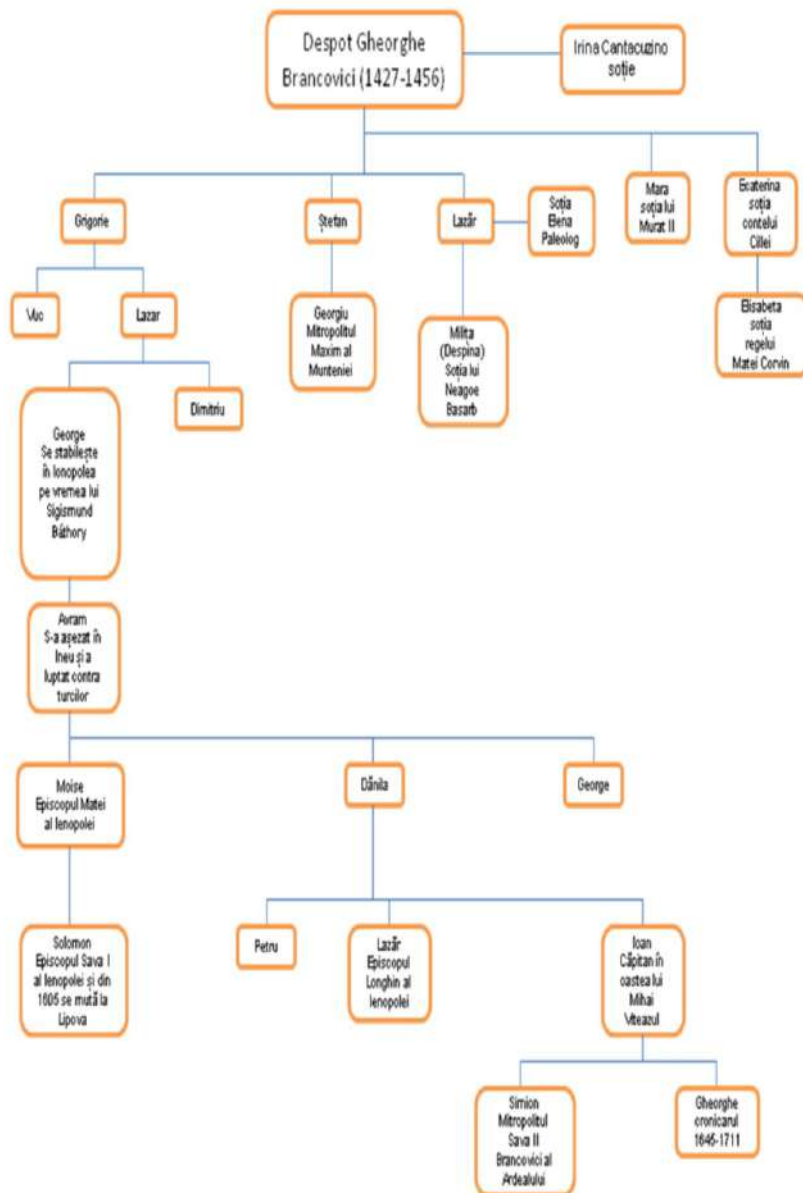 Despot Gheorghe
Brancovici (1427-1456)
Irina Cantacuzino
soție
Grigorie
Ștefan
Lazăr
Soția
Elena
Paleolog
Mara
soția lui
Murat II
Ecaterina
soția
contelui
Cillei
Vuc
Lazar
Georgiu
Mitropolitul
Maxim al
Munteniei
Milița
(Despina)
Soția lui
Neagoe
Basarb
Elisabeta
soția
regelui
Matei Corvin
George
Se stabilește
în Ionopolea
pe vremea lui
Sigismund
Báthory
Dimitriu
Avram
S-a așezat în
Ineu și a
luptat contra
turcilor
Moise
Episcopul Matei
al Ienopolei
Dănila
George
Solomon
Episcopul Sava I
al Ienopolei și din
1606 se mută la
Lipova
Petru
Lazăr
Episcopul
Longhin al
Ienopolei
Ioan
Căpitan în
oastea lui
Mihai
Viteazul
Simion
Mitropolitul
Sava II
Brancovici al
Ardealului
Gheorghe
cronicarul
1645-1711